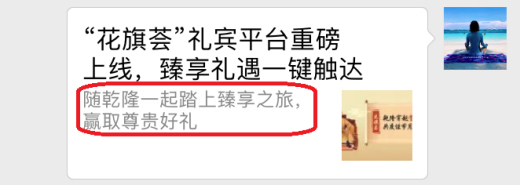 “花旗荟”礼宾平台重磅
上线，臻享礼遇一键触达
随乾隆一起踏上臻享之旅，
赢取尊贵好礼